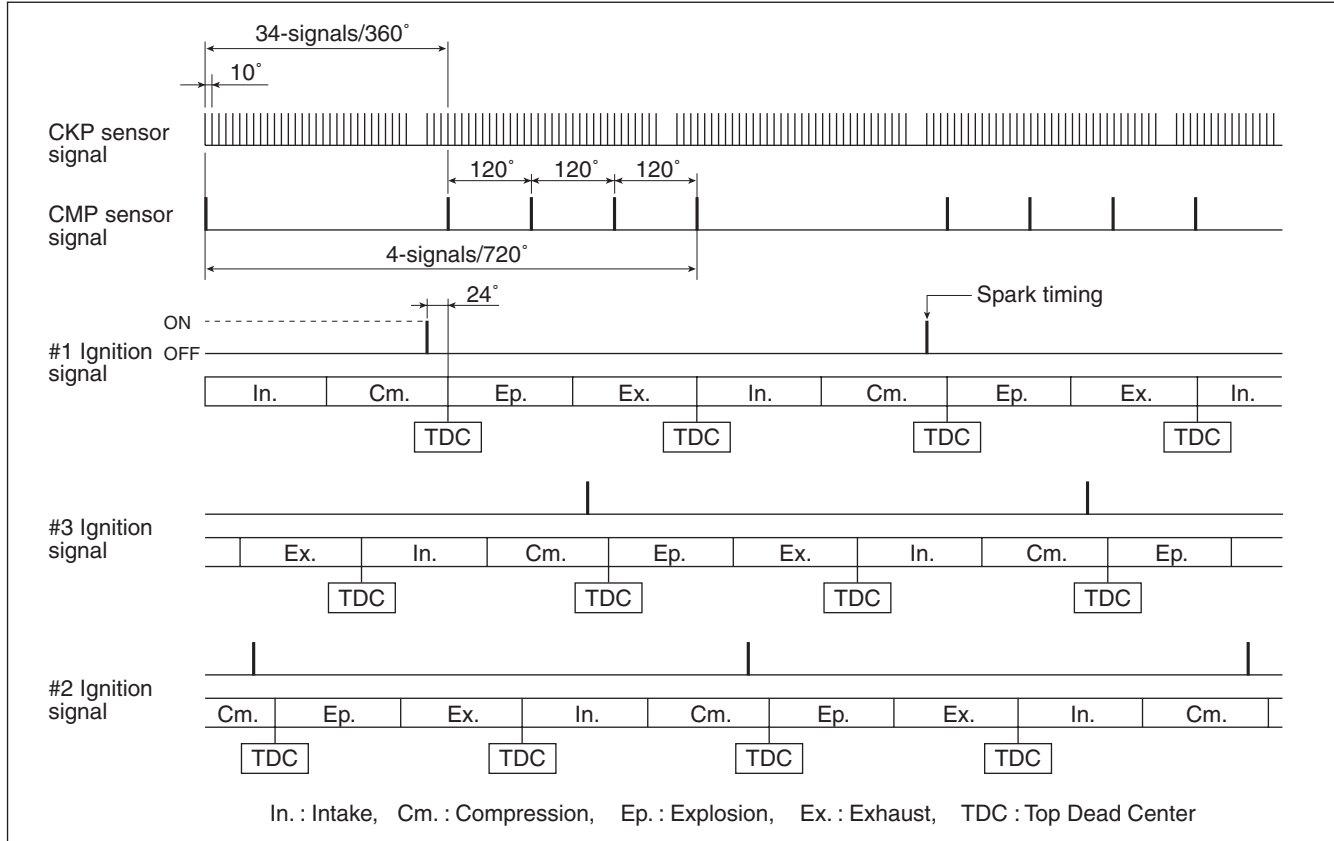 34-signals/360˚
10˚
CKP sensor
signal
120˚ 120˚ 120˚
CMP sensor
signal
4-signals/720˚
24˚
Spark timing
ON
#1 Ignition
signal
OFF
In. Cm. Ep. Ex. In. Cm. Ep. Ex. In.
TDC TDC TDC TDC
#3 Ignition
signal
Ex. In. Cm. Ep. Ex. In. Cm. Ep.
TDC TDC TDC TDC
#2 Ignition
signal
Cm. Ep. Ex. In. Cm. Ep. Ex. In. Cm.
TDC TDC TDC TDC
In. : Intake, Cm. : Compression, Ep. : Explosion, Ex. : Exhaust, TDC : Top Dead Center